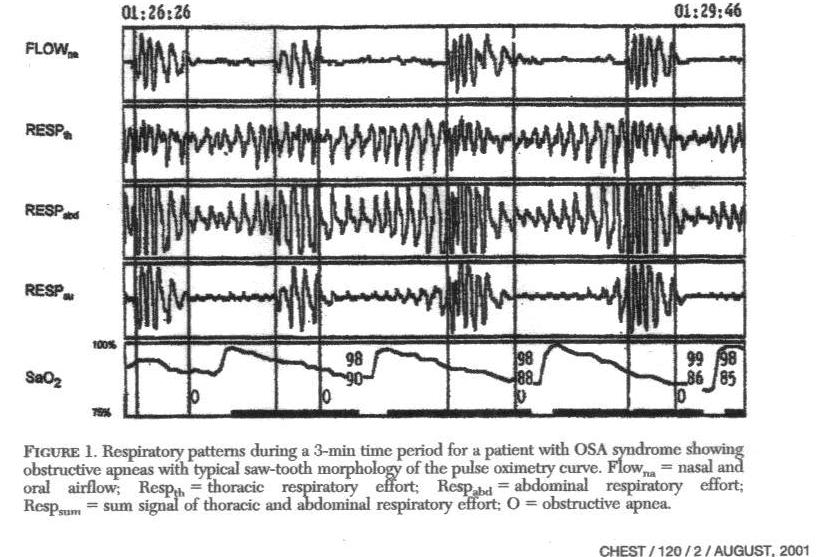 01:26:26 01:29:46
FLOWna
RESPth
RESPabd
RESPsu
100%
98 98 99 98
SaO2 90 88 86 85
O O O O
75%
FIGURE 1. Respiratory patterns during a 3-min time period for a patient with OSA syndrome showing
obstructive apneas with typical saw-tooth morphology of the pulse oximetry curve. Flowna = nasal and
oral airflow; Respth = thoracic respiratory effort; Respabd = abdominal respiratory effort;
Respsum = sum signal of thoracic and abdominal respiratory effort; O = obstructive apnea.
CHEST / 120 / 2 / AUGUST, 2001